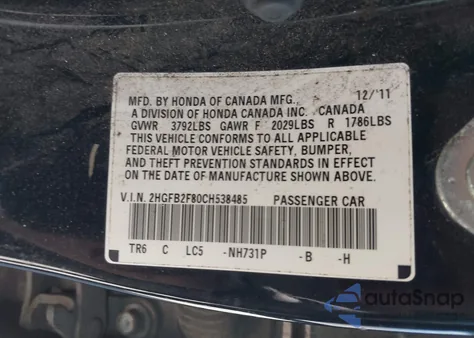 12/'11
MFD. BY HONDA OF CANADA MFG.,
A DIVISION OF HONDA CANADA INC. CANADA
GVWR 3792LBS GAWR F 2029LBS R 1786LBS
THIS VEHICLE CONFORMS TO ALL APPLICABLE
FEDERAL MOTOR VEHICLE SAFETY, BUMPER,
AND THEFT PREVENTION STANDARDS IN EFFECT
ON THE DATE OF MANUFACTURE SHOWN ABOVE.
V.I.N. 2HGFB2F80CH538485 PASSENGER CAR
TR6 C LC5 -NH731P -B -H
autoSnap